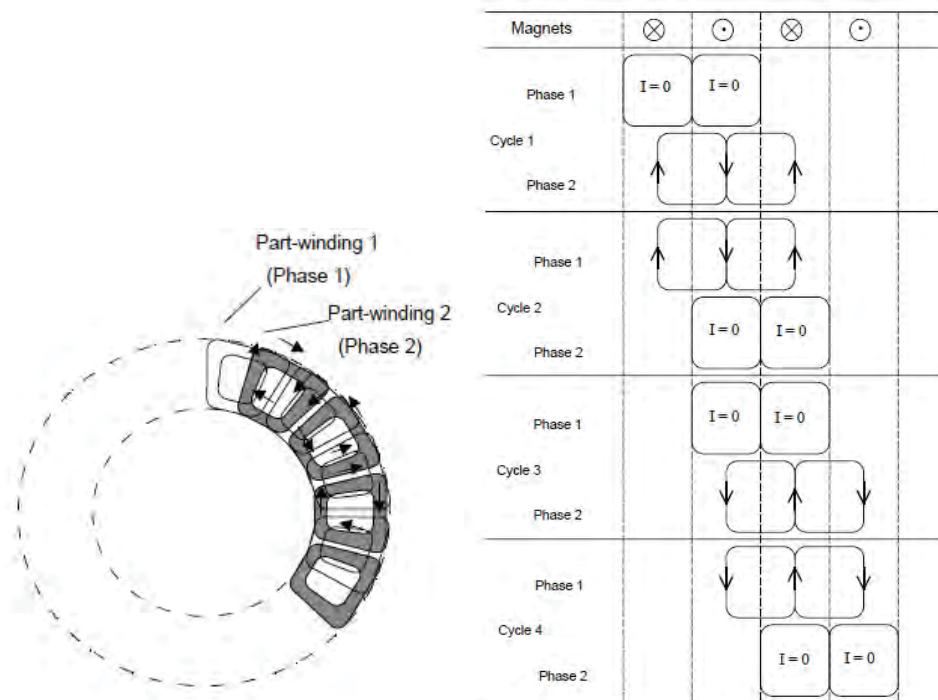 Part-winding 1
(Phase 1)
Part-winding 2
(Phase 2)
Magnets
I = 0 I = 0
Phase 1
Cycle 1
Phase 2
Phase 1
Cycle 2
I = 0 I = 0
Phase 2
I = 0 I = 0
Phase 1
Cycle 3
Phase 2
Phase 1
Cycle 4
I = 0 I = 0
Phase 2